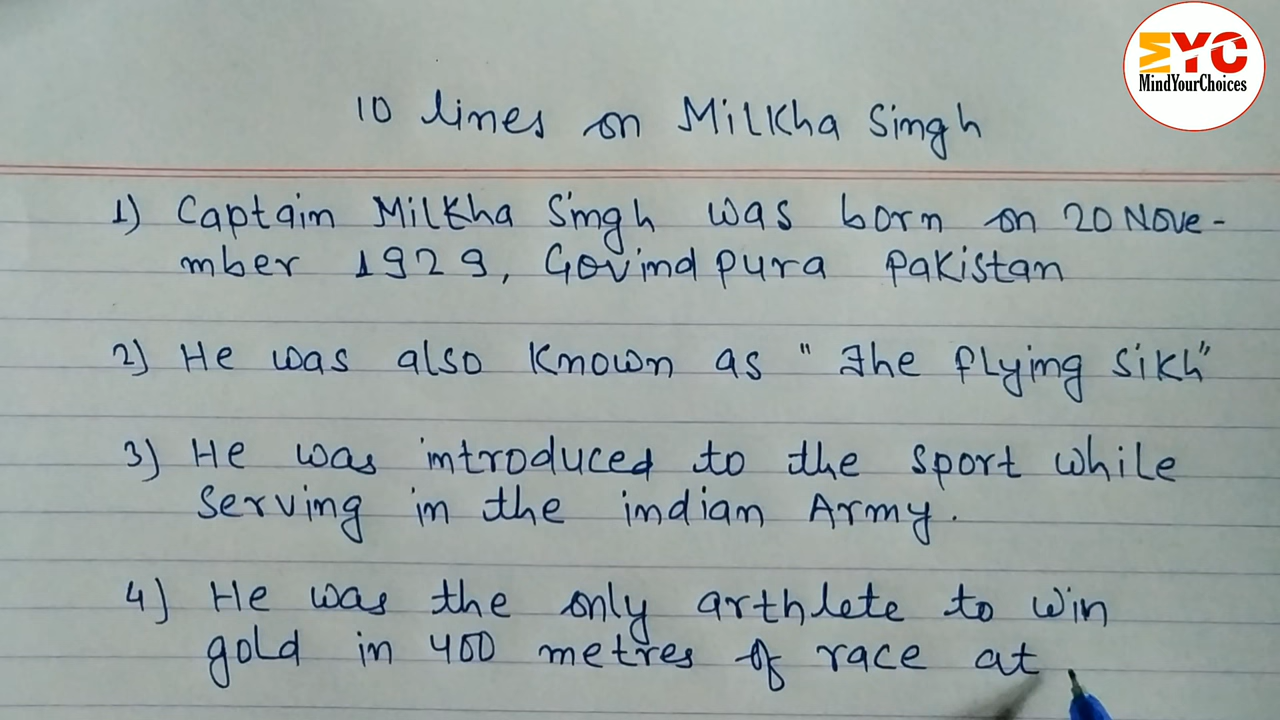 MYC
MindYourChoices
10 lines on Milkha Singh
1) Captain Milkha Singh was born on 20 Nove-
mber 1929, Govindpura Pakistan
2) He was also known as "The flying Sikh"
3) He was introduced to the sport while
serving in the indian Army.
4) He was the only arthlete to win
gold in 400 metres of race at